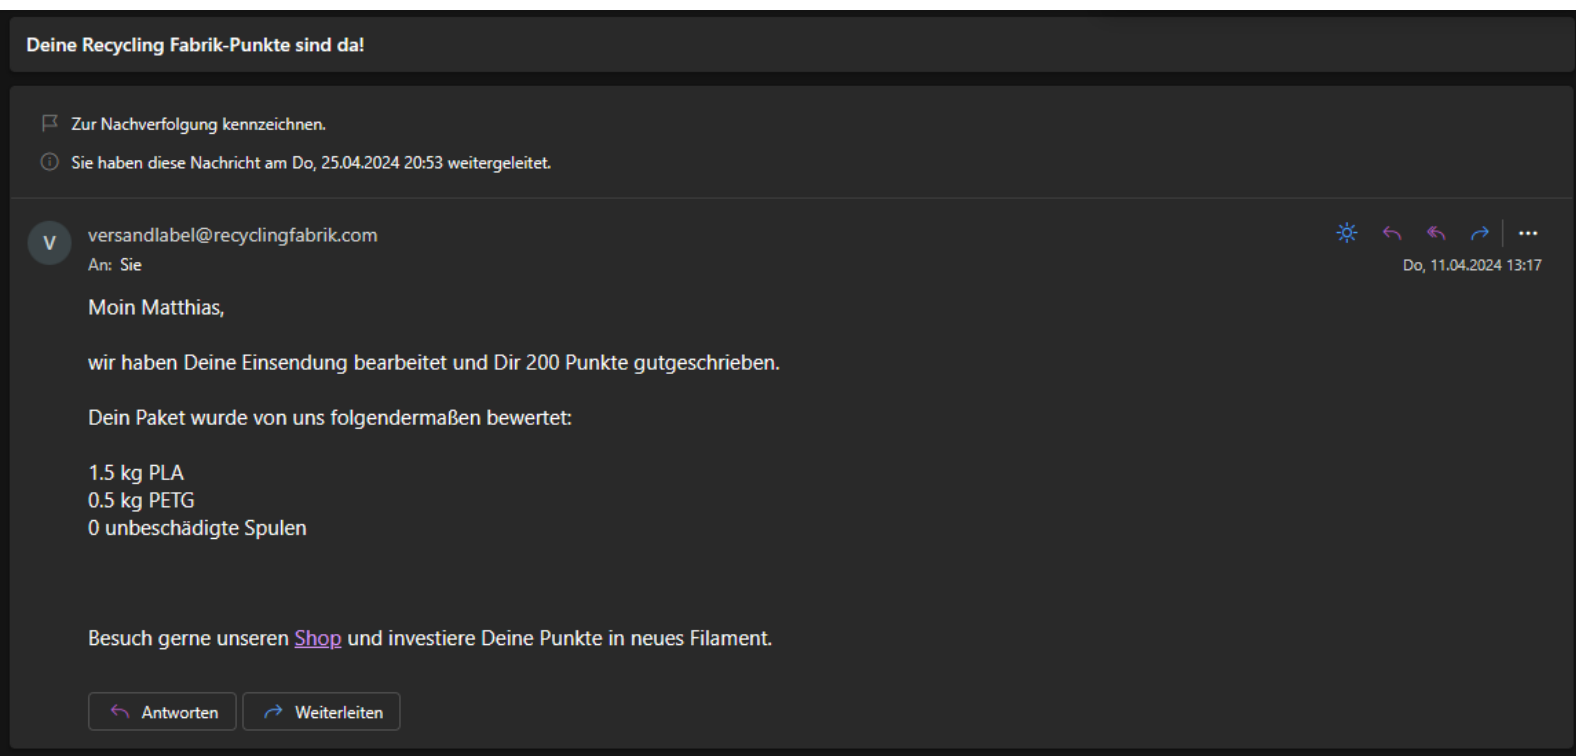 Deine Recycling Fabrik-Punkte sind da!
Zur Nachverfolgung kennzeichnen.
Sie haben diese Nachricht am Do, 25.04.2024 20:53 weitergeleitet.
V
versandlabel@recyclingfabrik.com
An: Sie
Do, 11.04.2024 13:17
Moin Matthias,
wir haben Deine Einsendung bearbeitet und Dir 200 Punkte gutgeschrieben.
Dein Paket wurde von uns folgendermaßen bewertet:
1.5 kg PLA
0.5 kg PETG
0 unbeschädigte Spulen
Besuch gerne unseren Shop und investiere Deine Punkte in neues Filament.
Antworten
Weiterleiten